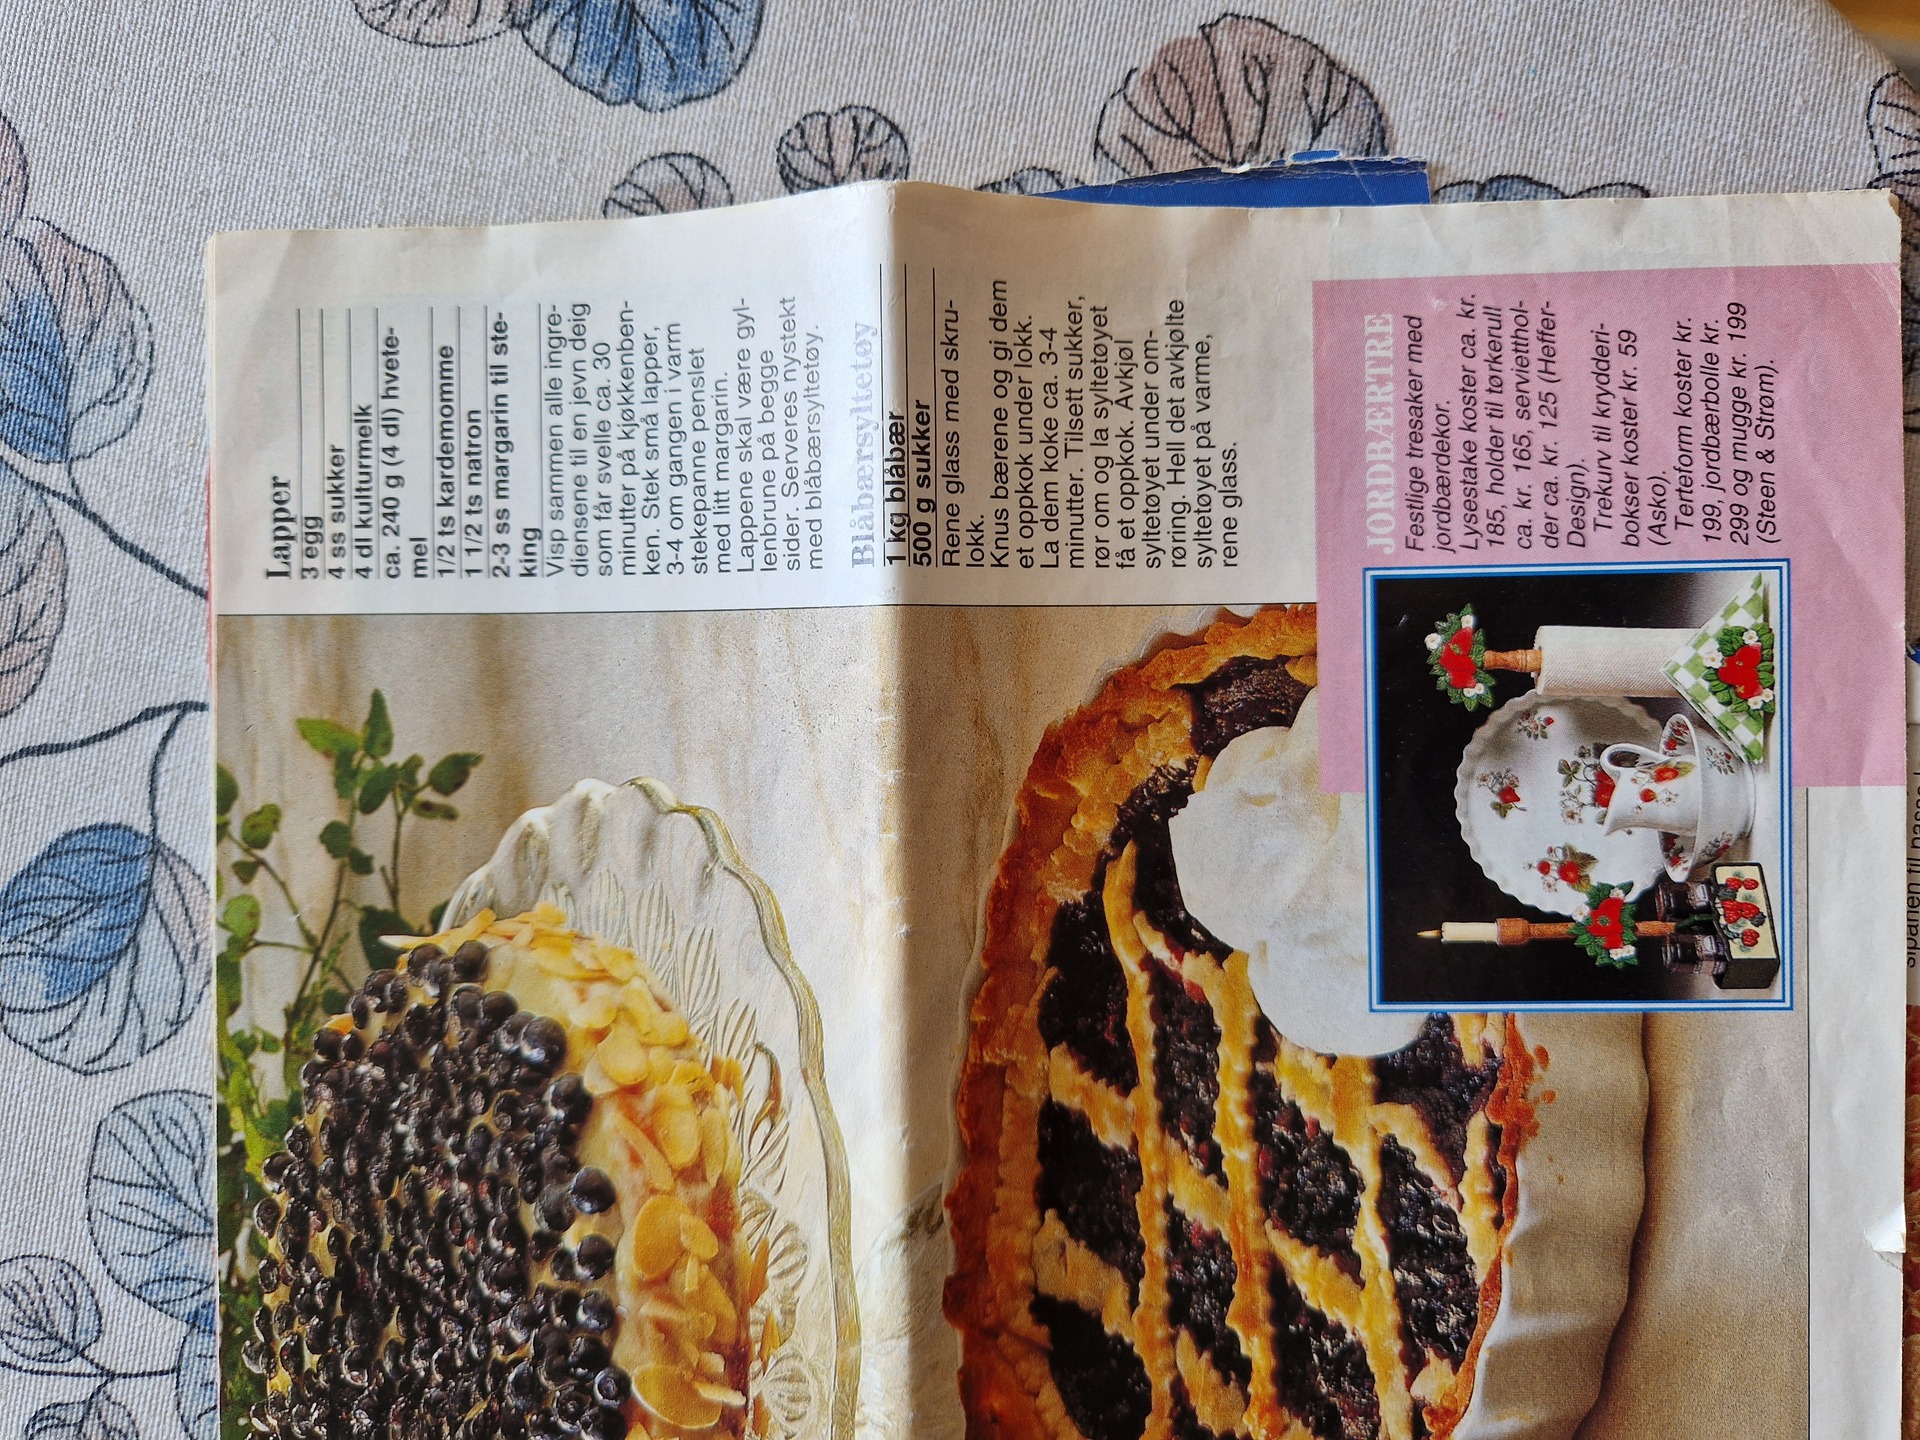 Lapper
3 egg
4 ss sukker
4 dl kulturmelk
ca. 240 g (4 dl) hvete-
mel
1/2 ts kardemomme
1 1/2 ts natron
2-3 ss margarin til ste-
king
Visp sammen alle ingre-
diensene til en jevn deig
som får svelle ca. 30
minutter på kjøkkenben-
ken. Stek små lapper,
3-4 om gangen i varm
stekepanne penslet
med litt margarin.
Lappene skal være gyl-
lenbrune på begge
sider. Serveres nystekt
med blåbærsyltetøy.
Blåbærsyltetøy
1 kg blåbær
500 g sukker
Rene glass med skru-
lokk.
Knus bærene og gi dem
et oppkok under lokk.
La dem koke ca. 3-4
minutter. Tilsett sukker,
rør om og la syltetøyet
få et oppkok. Avkjøl
syltetøyet under om-
røring. Hell det avkjølte
syltetøyet på varme,
rene glass.
JORDBÆRTRE
Festlige tresaker med
jordbærdekor.
Lysestake koster ca. kr.
185, holder til tørkerull
ca. kr. 165, serviетthol-
der ca. kr. 125 (Heffer-
Design).
Trekurv til krydderi-
bokser koster kr. 59
(Asko).
Terteform koster kr.
199, jordbærbolle kr.
299 og mugge kr. 199
(Steen & Strøm).